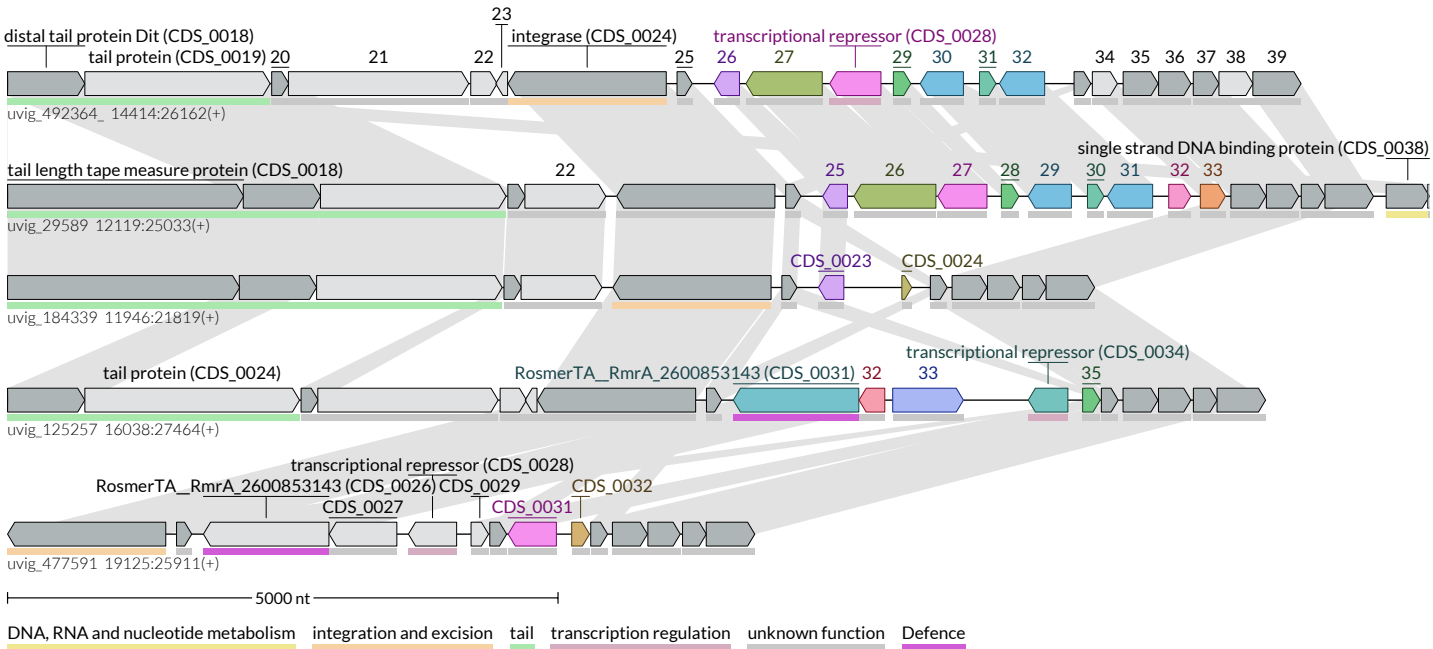 23
distal tail protein Dit (CDS_0018) integrase (CDS_0024) transcriptional repressor (CDS_0028)
tail protein (CDS_0019) 20 21 22 25 26 27 29 30 31 32 34 35 36 37 38 39
uvig_492364_ 14414:26162(+)
single strand DNA binding protein (CDS_0038)
tail length tape measure protein (CDS_0018) 22 25 26 27 28 29 30 31 32 33
uvig_29589 12119:25033(+)
CDS_0023 CDS_0024
uvig_184339 11946:21819(+)
transcriptional repressor (CDS_0034)
tail protein (CDS_0024) RosmerTA__RmrA_2600853143 (CDS_0031) 32 33 35
uvig_125257 16038:27464(+)
transcriptional repressor (CDS_0028)
RosmerTA__RmrA_2600853143 (CDS_0026) CDS_0029 CDS_0032
CDS_0027 CDS_0031
uvig_477591 19125:25911(+)
5000 nt
DNA, RNA and nucleotide metabolism integration and excision tail transcription regulation unknown function Defence